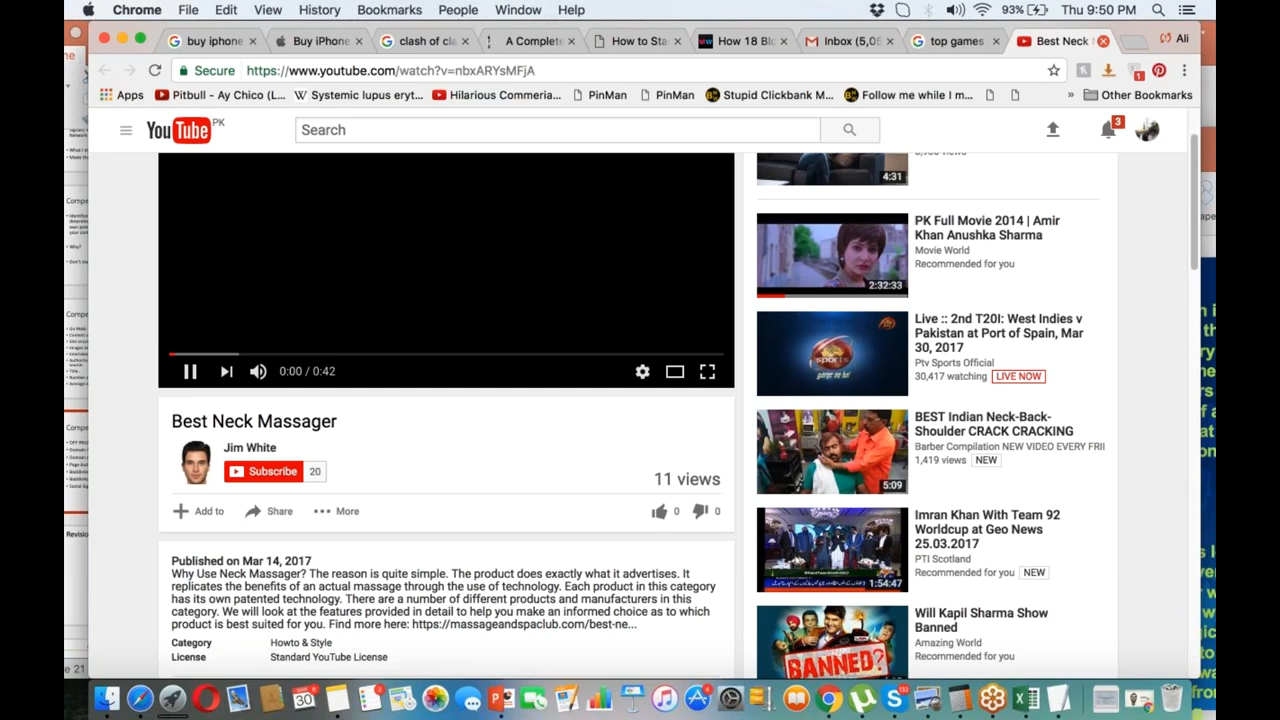 Chrome File Edit View History Bookmarks People Window Help 93% Thu 9:50 PM
buy iphone Buy iPhone clash of cla Complete How to Sta How 18 Bla Inbox (5,05 top games Best Neck Ali
Secure https://www.youtube.com/watch?v=nbxARYsMFjA
Apps Pitbull - Ay Chico (L... Systemic lupus eryt... Hilarious Commeria... PinMan PinMan Stupid Clickbank M... Follow me while I m... » Other Bookmarks
YouTube PK Search 3
4:31
PK Full Movie 2014 | Amir
Khan Anushka Sharma
Movie World
Recommended for you
2:32:33
Live :: 2nd T20I: West Indies v
Pakistan at Port of Spain, Mar
30, 2017
Ptv Sports Official
30,417 watching LIVE NOW
0:00 / 0:42
Best Neck Massager
Jim White
Subscribe 20
11 views
Add to Share More 0 0
BEST Indian Neck-Back-
Shoulder CRACK CRACKING
Barber Compilation NEW VIDEO EVERY FRII
1,419 views NEW
5:09
Published on Mar 14, 2017
Why Use Neck Massager? The reason is quite simple. The product does deliver what it advertises. It
replicates the benefits of an actual massage through the use of technology. Each product in this category
has its own patented technology. There are a number of different products and manufacturers in this
category. We will look at the features provided in detail to help you make an informed choice as to which
product is best suited for you. Find more here: https://massageandspaclub.com/best-ne...
Category Howto & Style
License Standard YouTube License
Imran Khan With Team 92
Worldcup at Geo News
25.03.2017
PTI Scotland
Recommended for you NEW
1:54:47
Will Kapil Sharma Show
Banned
Amazing World
Recommended for you
BANNED?